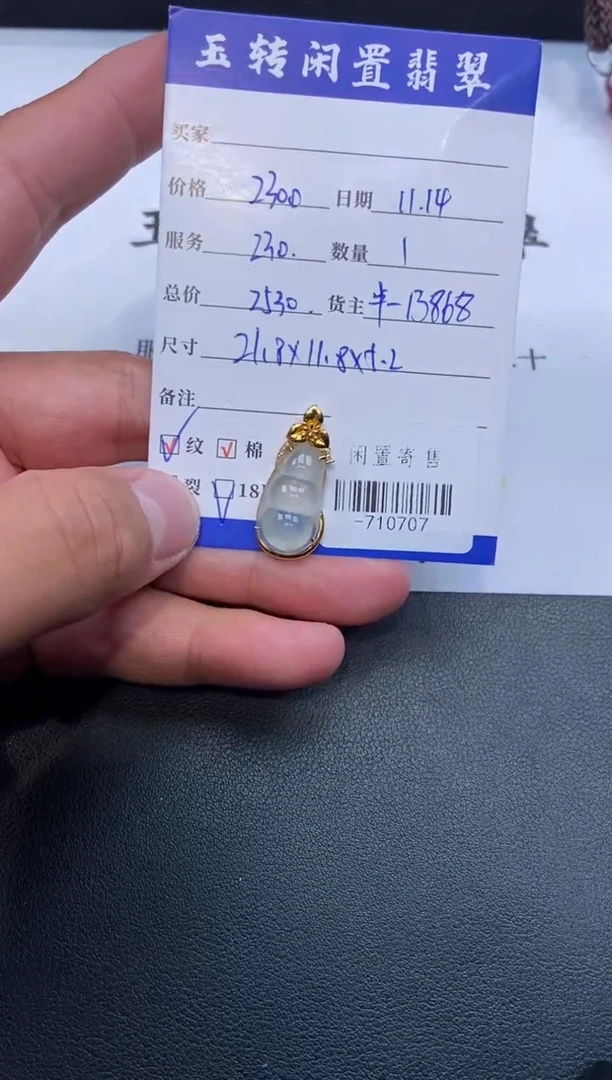 玉转闲置翡翠
买家
价格 2300 日期 11.14
服务 230. 数量 1
总价 2530. 货主 半-13868
尺寸 21.8x11.8x7.2
备注
纹 棉 闲置寄售
裂 18
-710707